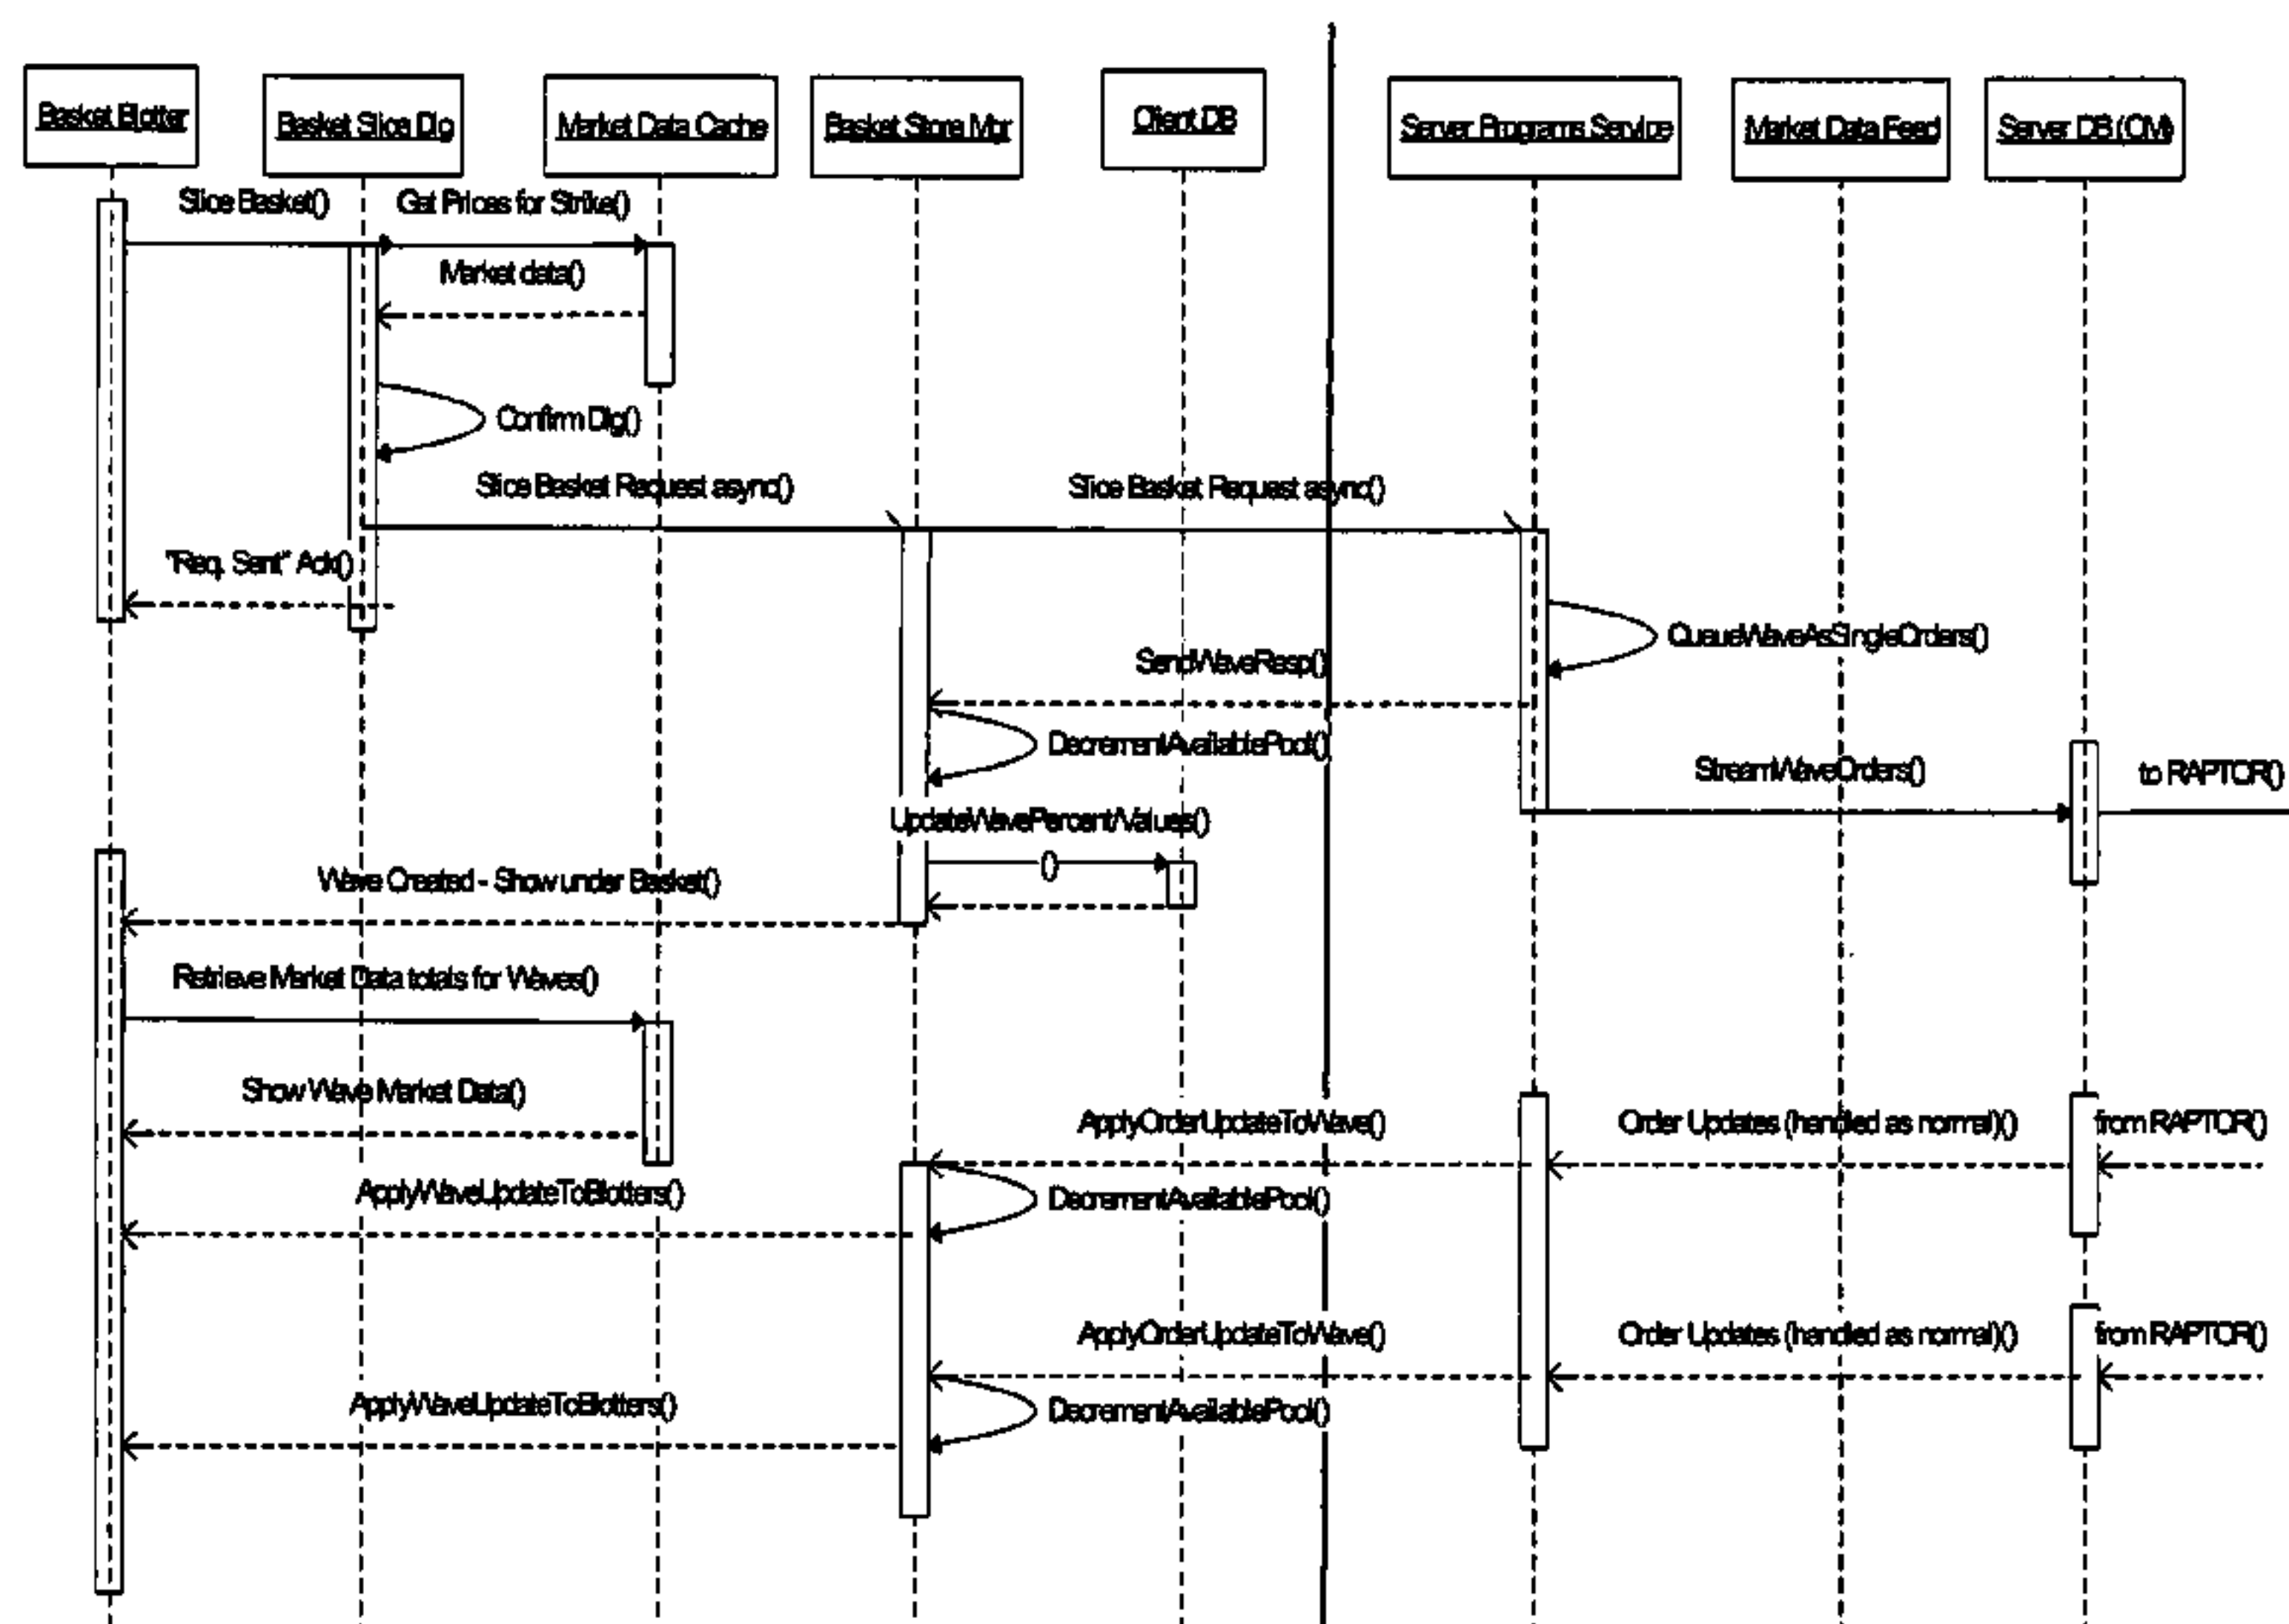 Basket Blotter
Basket Slice Dlg
Market Data Cache
Basket Store Mgr
Client DB
Server Programs Service
Market Data Feed
Server DB (OM)
Slice Basket()
Get Prices for Strike()
Market data()
Confirm Dlg()
Slice Basket Request async()
Slice Basket Request async()
"Req. Sent" Ack()
QueueWaveAsSingleOrders()
SendWaveResp()
DecrementAvailablePool()
StreamWaveOrders()
to RAPTOR()
UpdateWavePercentValues()
()
Wave Created - Show under Basket()
Retrieve Market Data totals for Waves()
Show Wave Market Data()
ApplyOrderUpdateToWave()
Order Updates (handled as normal)()
from RAPTOR()
ApplyWaveUpdateToBlotters()
DecrementAvailablePool()
ApplyOrderUpdateToWave()
Order Updates (handled as normal)()
from RAPTOR()
ApplyWaveUpdateToBlotters()
DecrementAvailablePool()